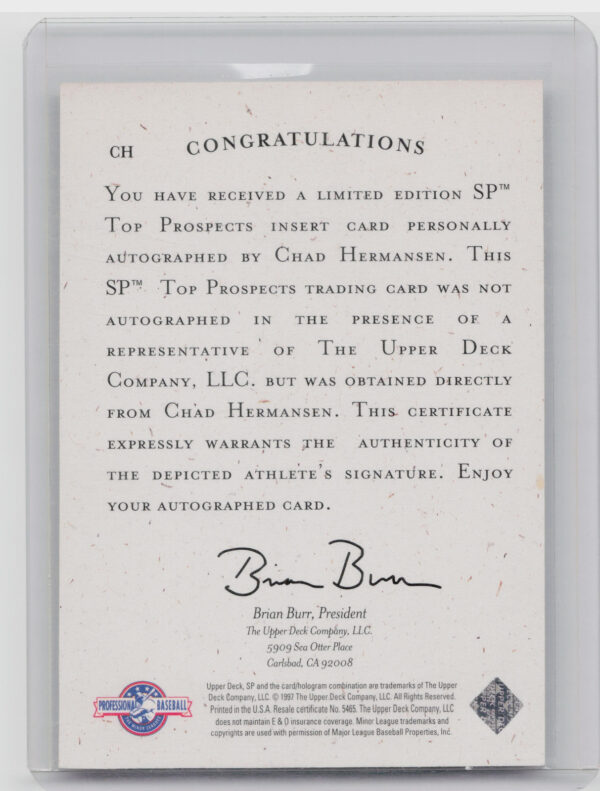 CH CONGRATULATIONS
YOU HAVE RECEIVED A LIMITED EDITION SP™
TOP PROSPECTS INSERT CARD PERSONALLY
AUTOGRAPHED BY CHAD HERMANSEN. THIS
SP™ TOP PROSPECTS TRADING CARD WAS NOT
AUTOGRAPHED IN THE PRESENCE OF A
REPRESENTATIVE OF THE UPPER DECK
COMPANY, LLC. BUT WAS OBTAINED DIRECTLY
FROM CHAD HERMANSEN. THIS CERTIFICATE
EXPRESSLY WARRANTS THE AUTHENTICITY OF
THE DEPICTED ATHLETE'S SIGNATURE. ENJOY
YOUR AUTOGRAPHED CARD.
Brian Burr
Brian Burr, President
The Upper Deck Company, LLC.
5909 Sea Otter Place
Carlsbad, CA 92008
PROFESSIONAL BASEBALL
Upper Deck, SP and the card/hologram combination are trademarks of The Upper
Deck Company, LLC. © 1997 The Upper Deck Company, LLC. All Rights Reserved.
Printed in the U.S.A. Resale certificate No. 5465. The Upper Deck Company, LLC
does not maintain E & O insurance coverage. Minor League trademarks and
copyrights are used with permission of Major League Baseball Properties, Inc.